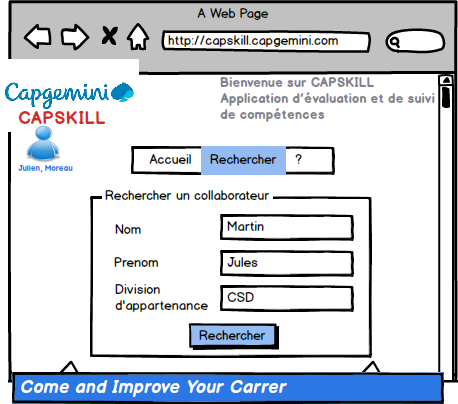 A Web Page
http://capskill.capgemini.com
Bienvenue sur CAPSKILL
Application d'évaluation et de suivi
de compétences
Capgemini
CAPSKILL
Julien, Moreau
Accueil Rechercher ?
Rechercher un collaborateur
Nom Martin
Prenom Jules
Division
d'appartenance CSD
Rechercher
Come and Improve Your Carrer